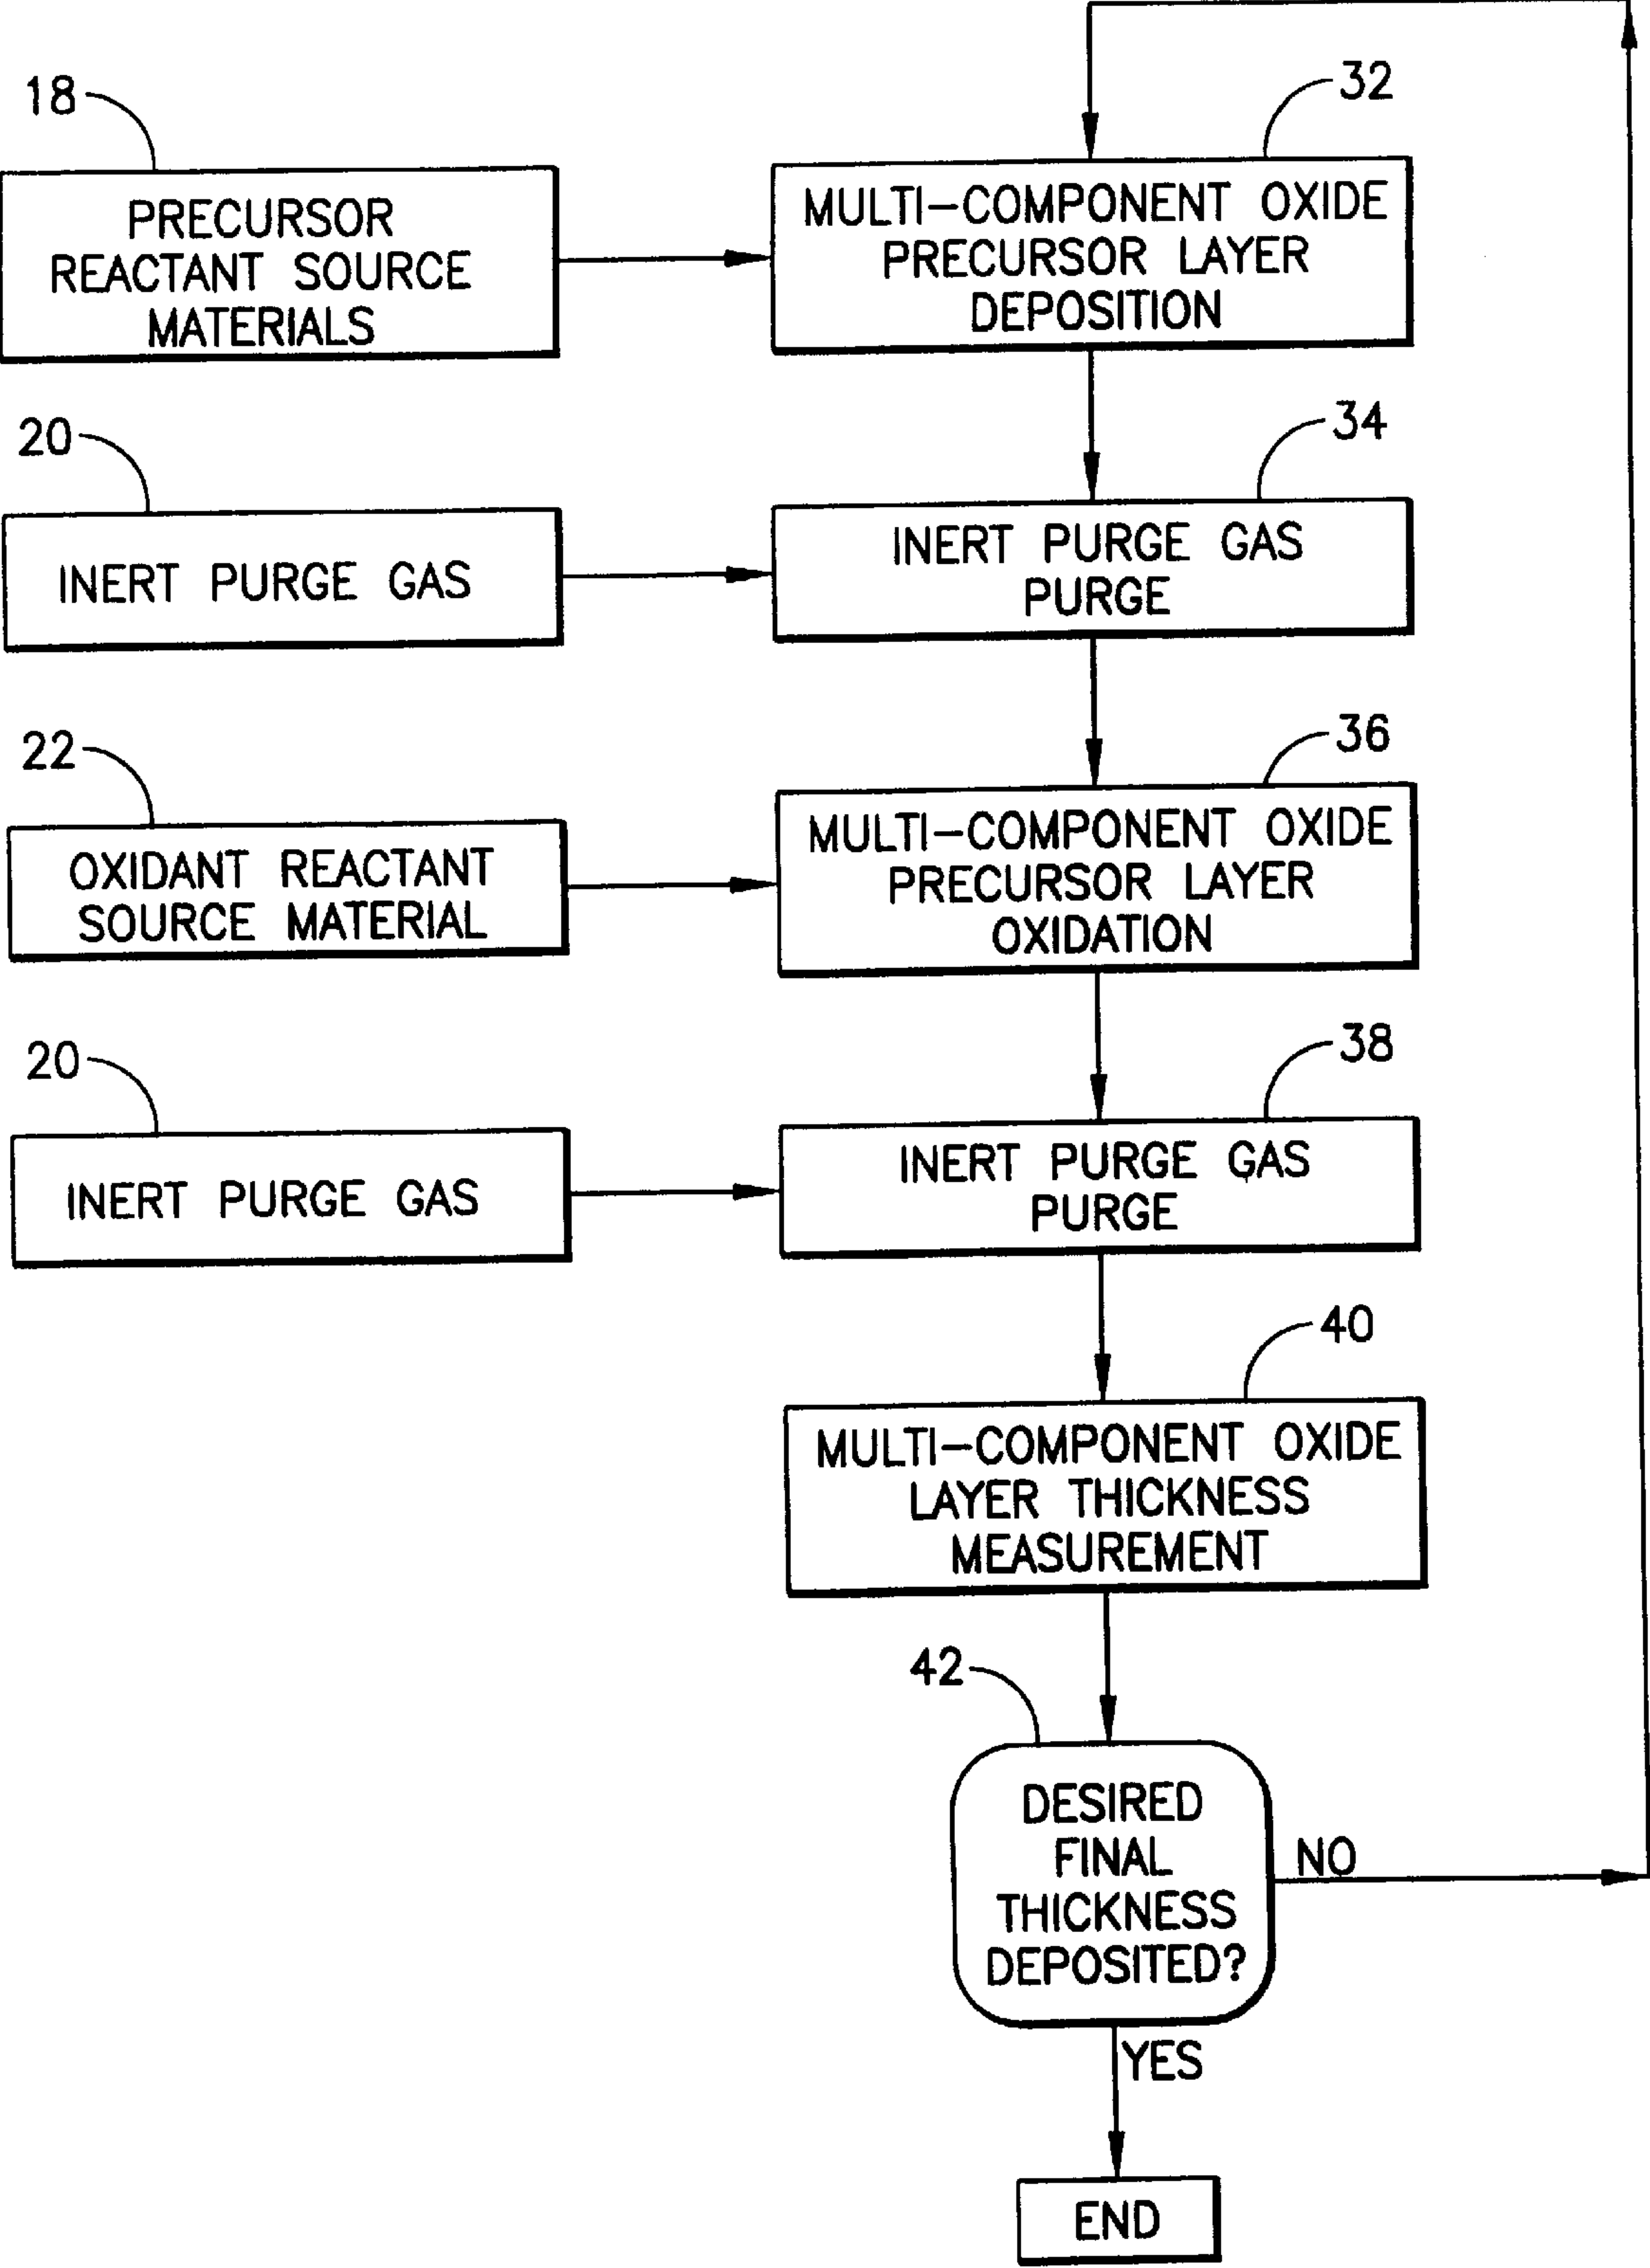 18
32
PRECURSOR
REACTANT SOURCE
MATERIALS
MULTI-COMPONENT OXIDE
PRECURSOR LAYER
DEPOSITION
20
34
INERT PURGE GAS
INERT PURGE GAS
PURGE
22
36
OXIDANT REACTANT
SOURCE MATERIAL
MULTI-COMPONENT OXIDE
PRECURSOR LAYER
OXIDATION
20
38
INERT PURGE GAS
INERT PURGE GAS
PURGE
40
MULTI-COMPONENT OXIDE
LAYER THICKNESS
MEASUREMENT
42
DESIRED
FINAL
THICKNESS
DEPOSITED?
NO
YES
END